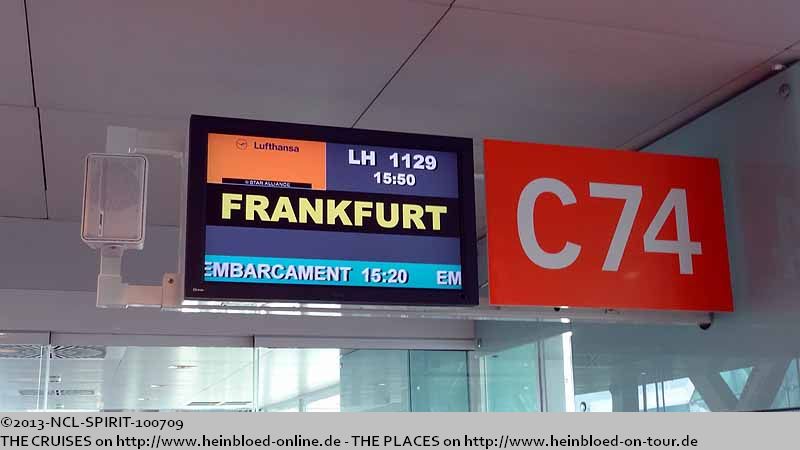 Lufthansa
A STAR ALLIANCE
LH 1129
15:50
FRANKFURT
EMBARCAMENT 15:20 EM
C74
©2013-NCL-SPIRIT-100709
THE CRUISES on http://www.heinbloed-online.de - THE PLACES on http://www.heinbloed-on-tour.de